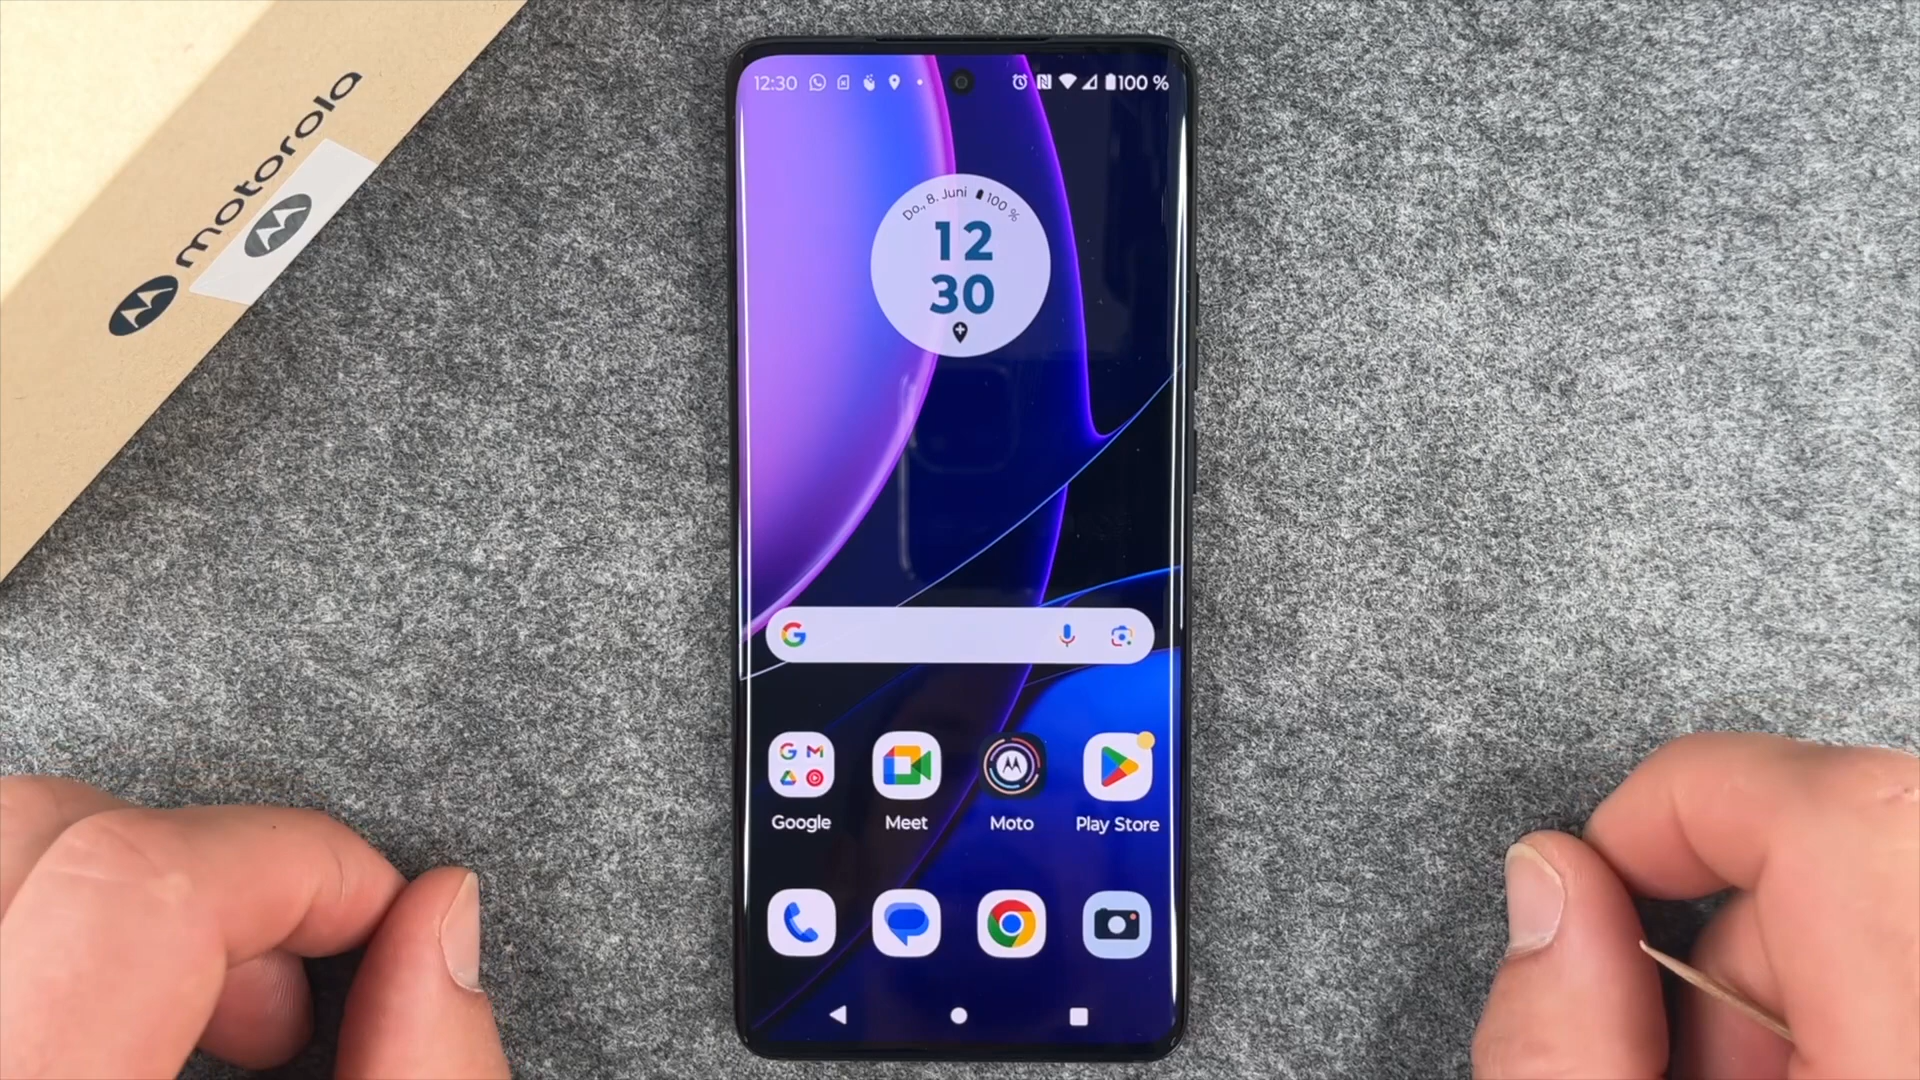 motorola
12:30
100 %
Do., 8. Juni 100 %
12
30
Google
Meet
Moto
Play Store